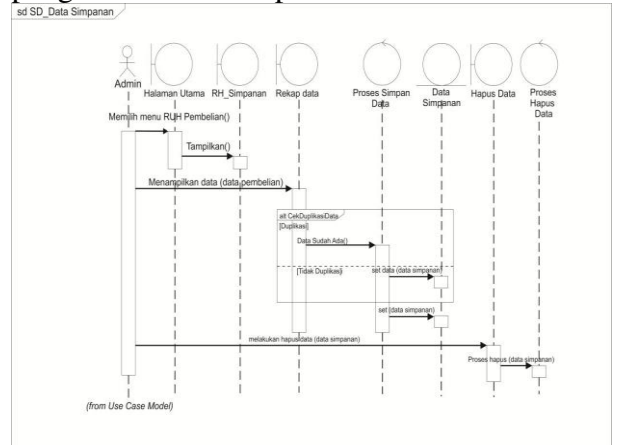 sd SD_Data Simpanan
Admin
Halaman Utama
RH_Simpanan
Rekap data
Proses Simpan
Data
Data
Simpanan
Hapus Data
Proses
Hapus
Data
Memilih menu RUH Pembelian()
Tampilkan()
Menampilkan data (data pembelian)
alt CekDuplikasiData
[Duplikasi]
Data Sudah Ada()
[Tidak Duplikasi]
set data (data simpanan)
set (data simpanan)
melakukan hapus data (data simpanan)
Proses hapus (data simpanan)
(from Use Case Model)